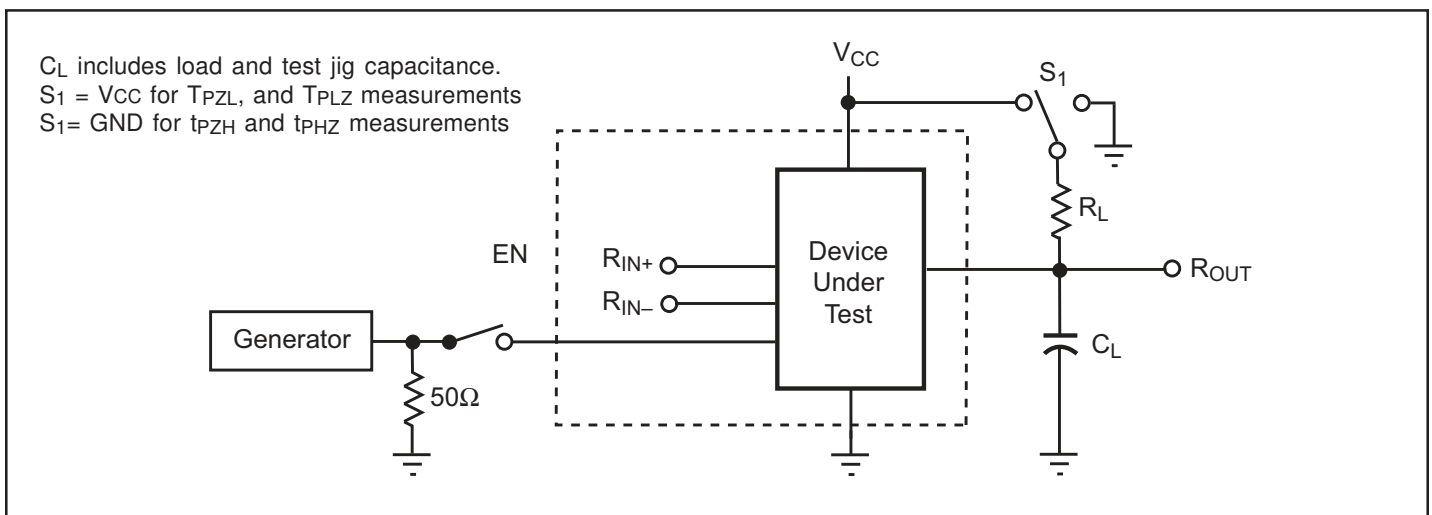 CL includes load and test jig capacitance.
S1 = VCC for TPZL, and TPLZ measurements
S1= GND for tPZH and tPHZ measurements
VCC
S1
RL
EN
RIN+
RIN–
Device
Under
Test
ROUT
Generator
CL
50Ω